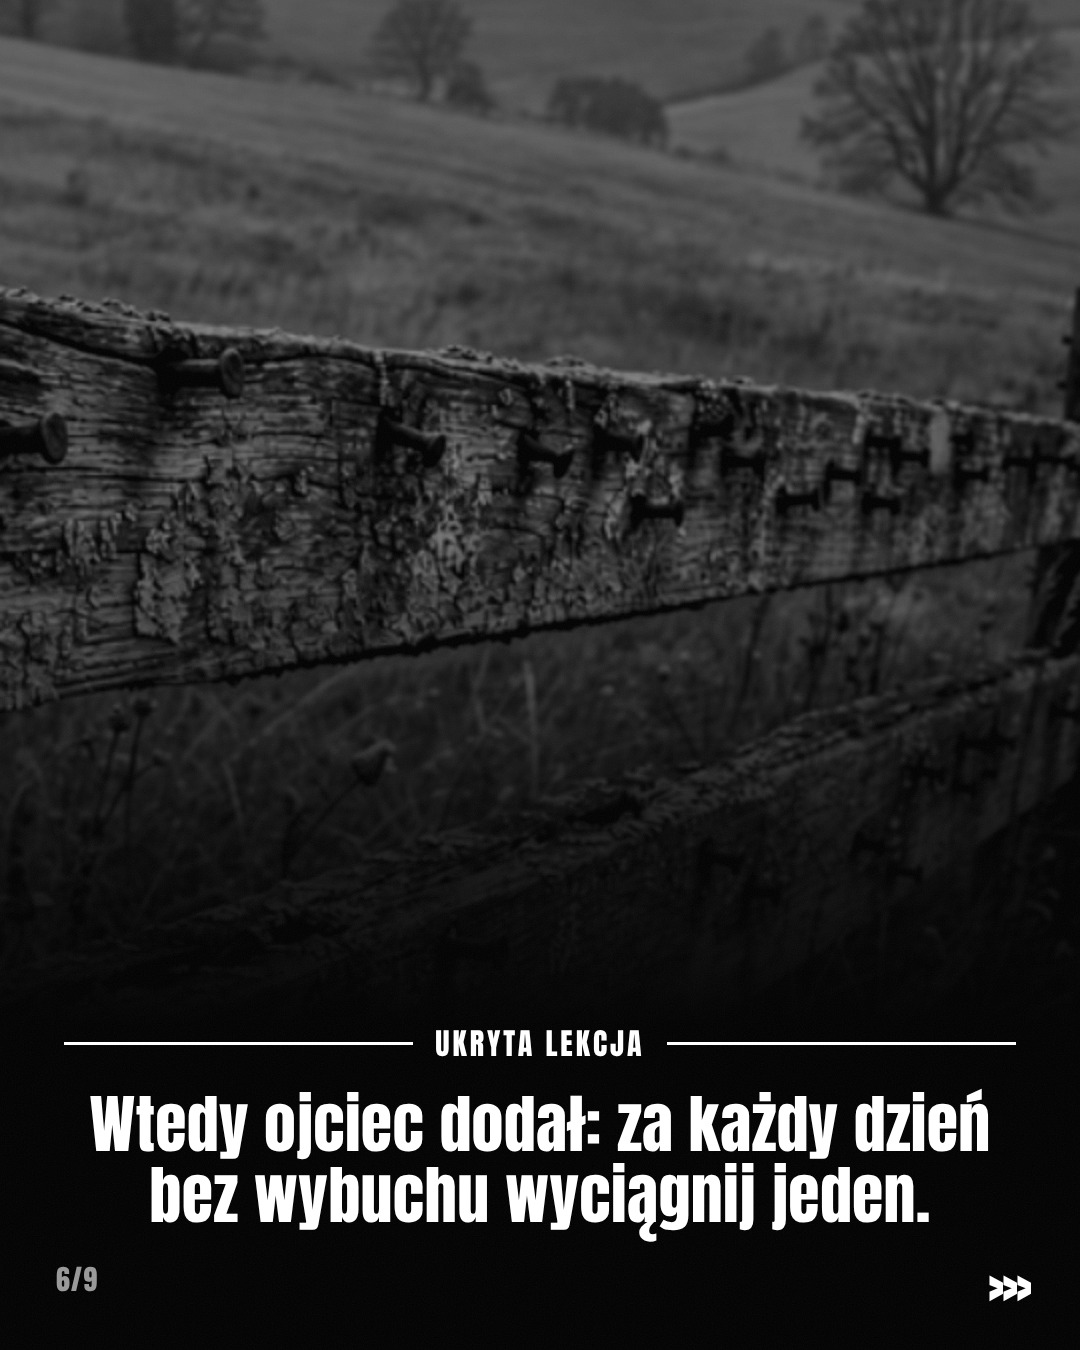 UKRYTA LEKCJA
Wtedy ojciec dodał: za każdy dzień
bez wybuchu wyciągnij jeden.
6/9
>>>